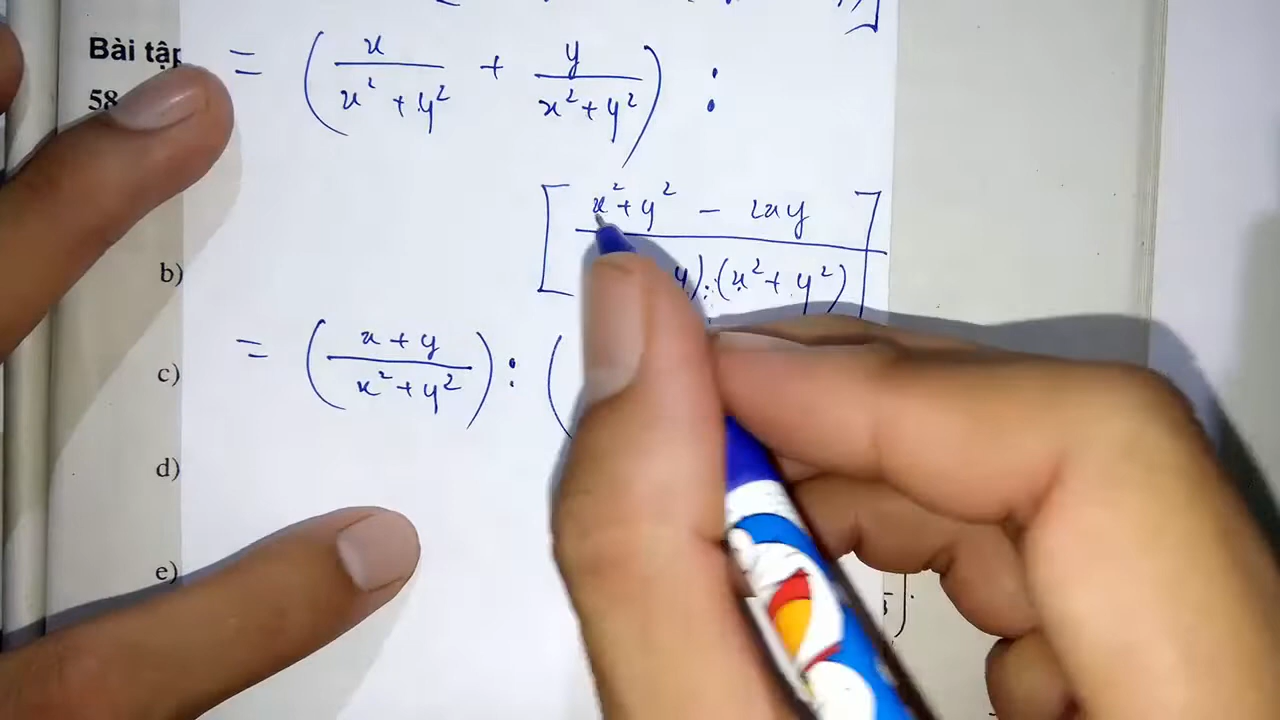 Bài tập
58
= ( x / (x² + y²) + y / (x² + y²) ) :
[ (x² + y² − 2xy) / ( y).(x² + y²) ]
b)
= ( (x + y) / (x² + y²) ) : (
c)
d)
e)